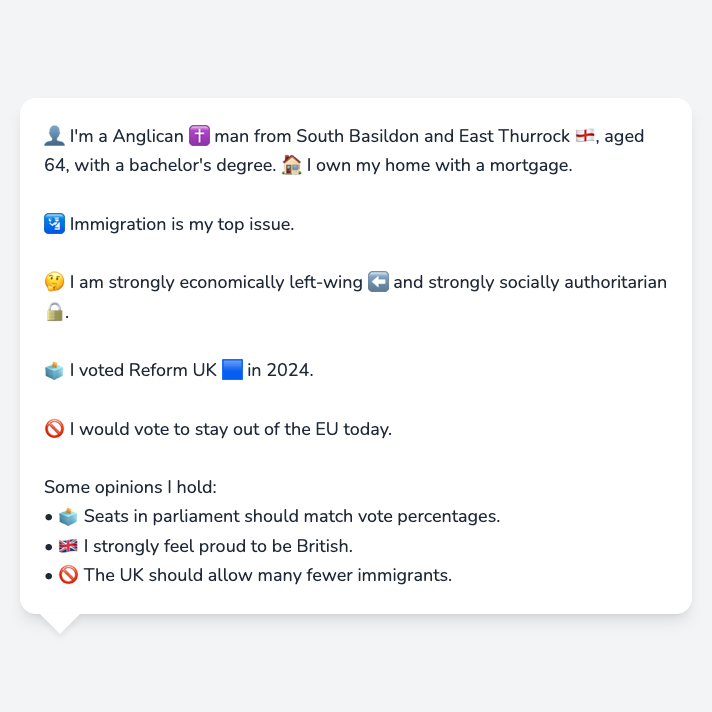 👤 I'm a Anglican ✝️ man from South Basildon and East Thurrock 🏴󠁧󠁢󠁥󠁮󠁧󠁿, aged
64, with a bachelor's degree. 🏠 I own my home with a mortgage.
🛂 Immigration is my top issue.
🤔 I am strongly economically left-wing ⬅️ and strongly socially authoritarian
🔒.
🗳️ I voted Reform UK 🟦 in 2024.
🚫 I would vote to stay out of the EU today.
Some opinions I hold:
• 🗳️ Seats in parliament should match vote percentages.
• 🇬🇧 I strongly feel proud to be British.
• 🚫 The UK should allow many fewer immigrants.